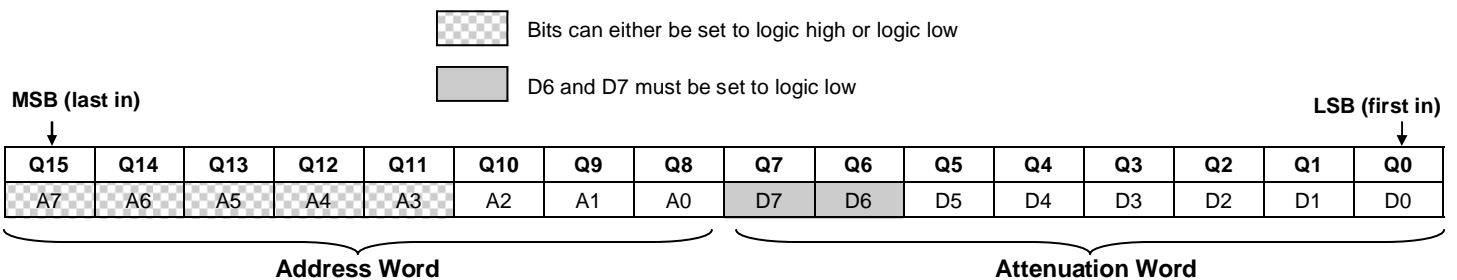 Bits can either be set to logic high or logic low
D6 and D7 must be set to logic low
MSB (last in)
LSB (first in)
Q15 Q14 Q13 Q12 Q11 Q10 Q9 Q8 Q7 Q6 Q5 Q4 Q3 Q2 Q1 Q0
A7 A6 A5 A4 A3 A2 A1 A0 D7 D6 D5 D4 D3 D2 D1 D0
Address Word
Attenuation Word